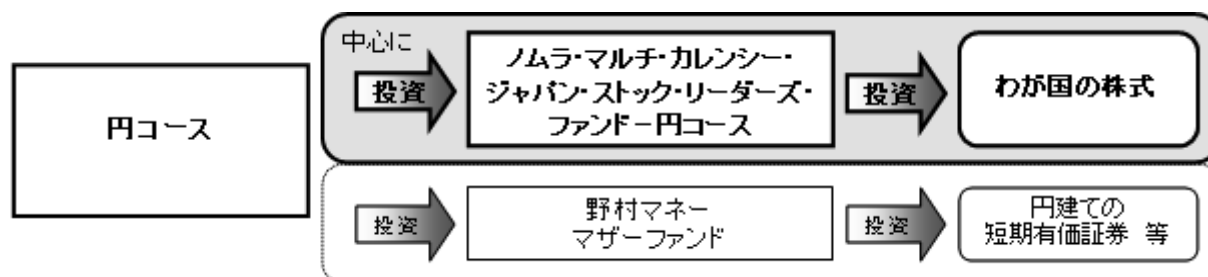 円コース
中心に
投資
ノムラ・マルチ・カレンシー・
ジャパン・ストック・リーダーズ・
ファンド－円コース
投資
わが国の株式
投資
野村マネー
マザーファンド
投資
円建ての
短期有価証券 等